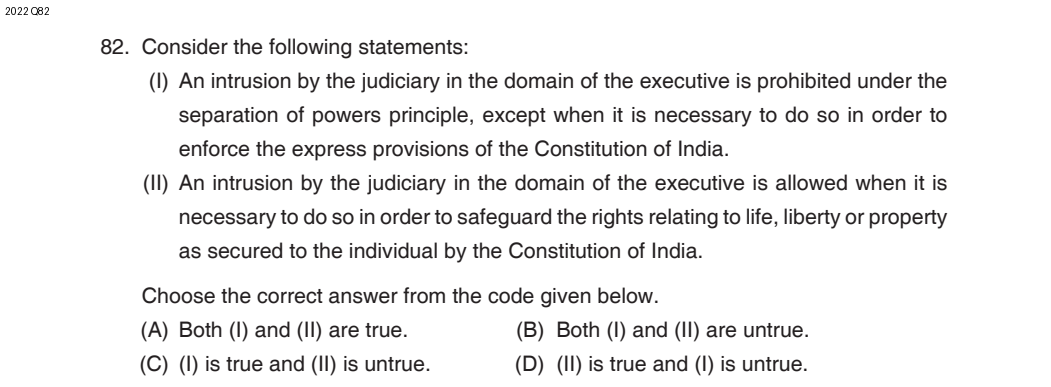 2022 Q82
82. Consider the following statements:
(I) An intrusion by the judiciary in the domain of the executive is prohibited under the
separation of powers principle, except when it is necessary to do so in order to
enforce the express provisions of the Constitution of India.
(II) An intrusion by the judiciary in the domain of the executive is allowed when it is
necessary to do so in order to safeguard the rights relating to life, liberty or property
as secured to the individual by the Constitution of India.
Choose the correct answer from the code given below.
(A) Both (I) and (II) are true. (B) Both (I) and (II) are untrue.
(C) (I) is true and (II) is untrue. (D) (II) is true and (I) is untrue.